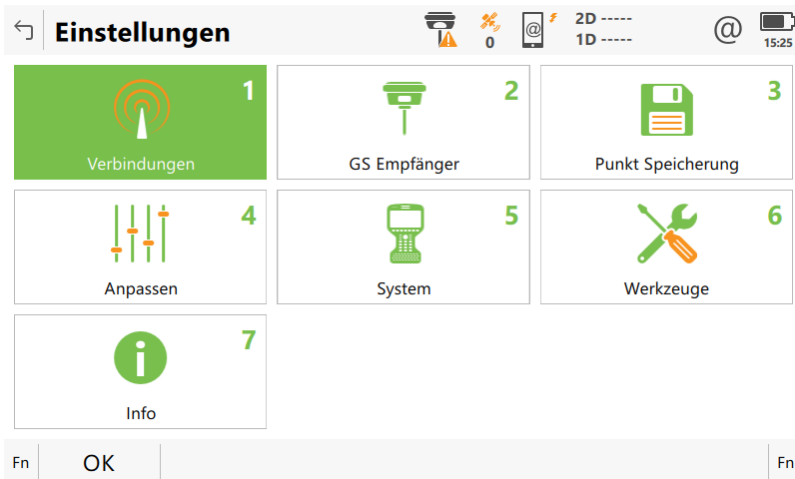 Einstellungen
0
@
2D -----
1D -----
@
15:25
1
Verbindungen
2
GS Empfänger
3
Punkt Speicherung
4
Anpassen
5
System
6
Werkzeuge
7
Info
Fn
OK
Fn